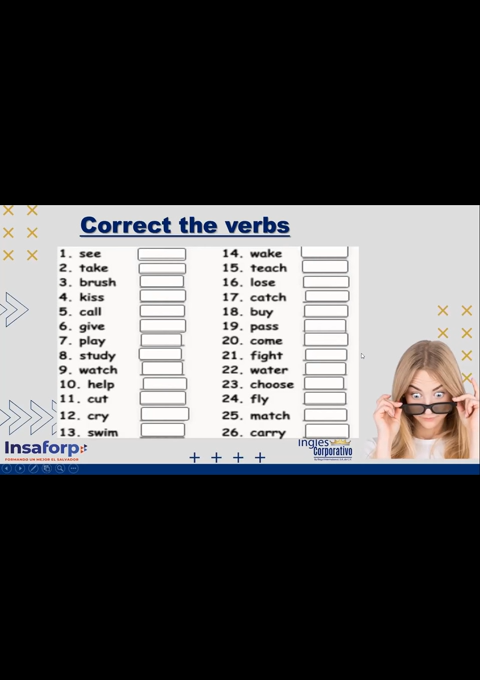 Correct the verbs
1. see
2. take
3. brush
4. kiss
5. call
6. give
7. play
8. study
9. watch
10. help
11. cut
12. cry
13. swim
14. wake
15. teach
16. lose
17. catch
18. buy
19. pass
20. come
21. fight
22. water
23. choose
24. fly
25. match
26. carry
Insaforp
FORMANDO UN MEJOR EL SALVADOR
ingles
Corporativo